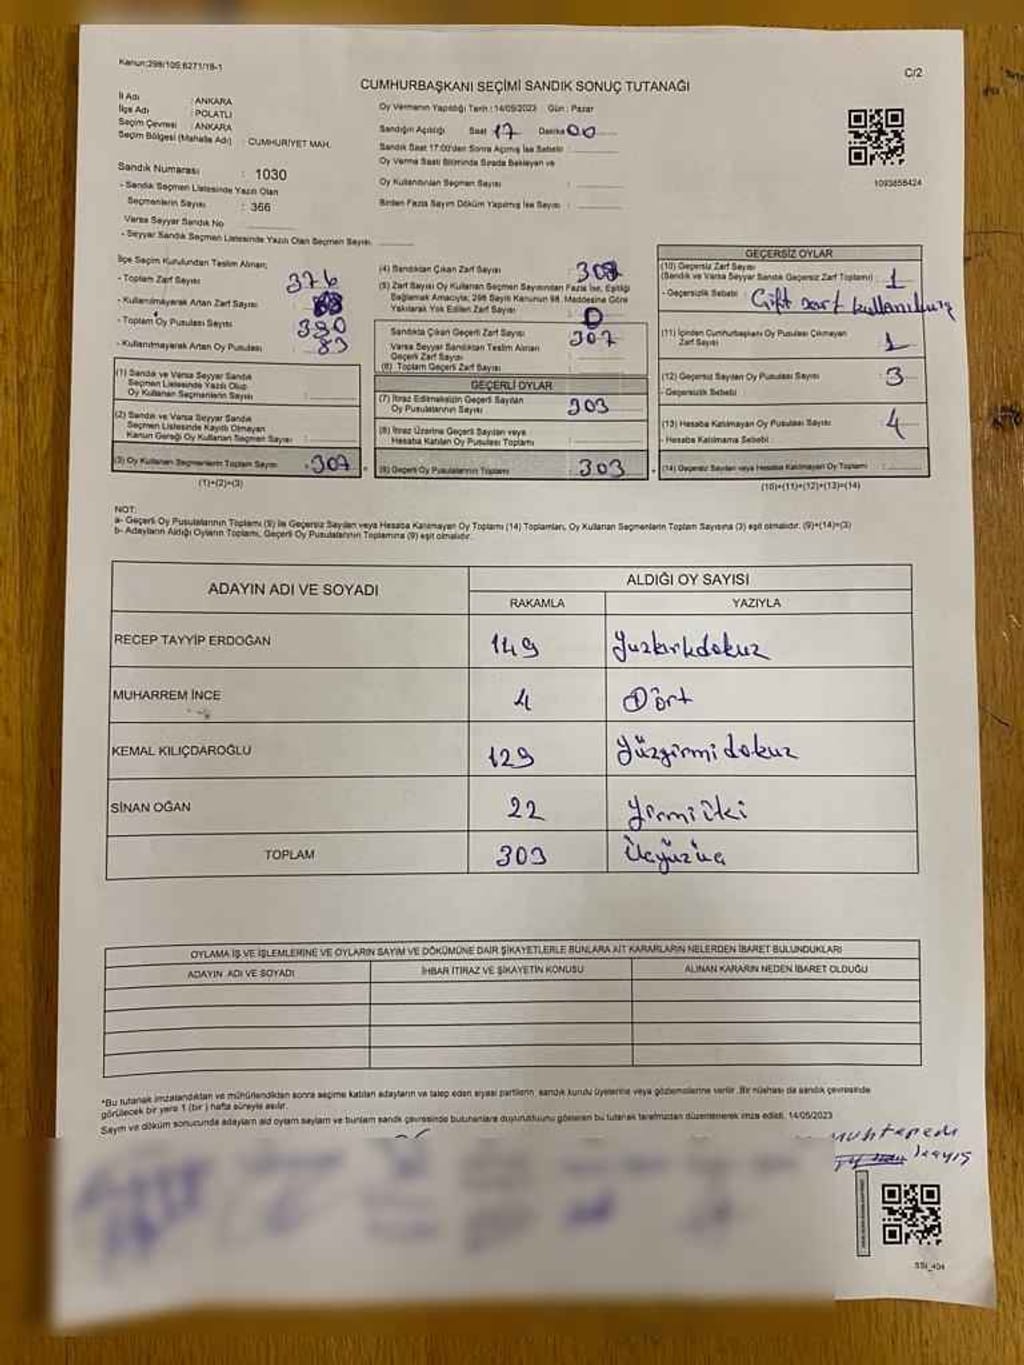 Kanun:298/105;6271/18-1
C/2
CUMHURBAŞKANI SEÇİMİ SANDIK SONUÇ TUTANAĞI
İl Adı : ANKARA
İlçe Adı : POLATLI
Seçim Çevresi : ANKARA
Seçim Bölgesi (Mahalle Adı) : CUMHURİYET MAH.
Oy Vermenin Yapıldığı Tarih : 14/05/2023 Gün : Pazar
Sandığın Açılışı Saat 17 Dakika 00
Sandık Saat 17:00'den Sonra Açılmış İse Sebebi :
Oy Verme Saati Bitiminde Sırada Bekleyen ve
Oy Kullandırılan Seçmen Sayısı :
Birden Fazla Sayım Döküm Yapılmış İse Sayısı :
1093858424
Sandık Numarası : 1030
- Sandık Seçmen Listesinde Yazılı Olan
Seçmenlerin Sayısı : 366
Varsa Seyyar Sandık No
- Seyyar Sandık Seçmen Listesinde Yazılı Olan Seçmen Sayısı
İlçe Seçim Kurulundan Teslim Alınan;
- Toplam Zarf Sayısı 376
- Kullanılmayarak Artan Zarf Sayısı
- Toplam Oy Pusulası Sayısı 390
- Kullanılmayarak Artan Oy Pusulası 83
(1) Sandık ve Varsa Seyyar Sandık
Seçmen Listesinde Yazılı Olup
Oy Kullanan Seçmenlerin Sayısı :
(2) Sandık ve Varsa Seyyar Sandık
Seçmen Listesinde Kayıtlı Olmayan
Kanun Gereği Oy Kullanan Seçmen Sayısı :
(3) Oy Kullanan Seçmenlerin Toplam Sayısı : 307
(1)+(2)=(3)
(4) Sandıktan Çıkan Zarf Sayısı : 308
(5) Zarf Sayısı Oy Kullanan Seçmen Sayısından Fazla İse, Eşitliği
Sağlamak Amacıyla; 298 Sayılı Kanunun 98. Maddesine Göre
Yakılarak Yok Edilen Zarf Sayısı : 0
Sandıkta Çıkan Geçerli Zarf Sayısı : 307
Varsa Seyyar Sandıktan Teslim Alınan
Geçerli Zarf Sayısı
(6) Toplam Geçerli Zarf Sayısı :
GEÇERLİ OYLAR
(7) İtiraz Edilmeksizin Geçerli Sayılan
Oy Pusulalarının Sayısı : 303
(8) İtiraz Üzerine Geçerli Sayılan veya
Hesaba Katılan Oy Pusulası Toplamı :
(9) Geçerli Oy Pusulalarının Toplamı : 303
GEÇERSİZ OYLAR
(10) Geçersiz Zarf Sayısı
(Sandık ve Varsa Seyyar Sandık Geçersiz Zarf Toplamı) : 1
- Geçersizlik Sebebi : Çift zarf kullanılmış
(11) İçinden Cumhurbaşkanı Oy Pusulası Çıkmayan
Zarf Sayısı : 1
(12) Geçersiz Sayılan Oy Pusulası Sayısı : 3
- Geçersizlik Sebebi :
(13) Hesaba Katılmayan Oy Pusulası Sayısı : 4
- Hesaba Katılmama Sebebi :
(14) Geçersiz Sayılan veya Hesaba Katılmayan Oy Toplamı :
(10)+(11)+(12)+(13)=(14)
NOT:
a- Geçerli Oy Pusulalarının Toplamı (9) ile Geçersiz Sayılan veya Hesaba Katılmayan Oy Toplamı (14) Toplamları, Oy Kullanan Seçmenlerin Toplam Sayısına (3) eşit olmalıdır. (9)+(14)=(3)
b- Adayların Aldığı Oyların Toplamı, Geçerli Oy Pusulalarının Toplamına (9) eşit olmalıdır.
ADAYIN ADI VE SOYADI
ALDIĞI OY SAYISI
RAKAMLA YAZIYLA
RECEP TAYYİP ERDOĞAN 149 Yuzkırkdokuz
MUHARREM İNCE 4 Dört
KEMAL KILIÇDAROĞLU 129 Yüzyirmi dokuz
SİNAN OĞAN 22 Yirmi iki
TOPLAM 303 Üçyüzüç
OYLAMA İŞ VE İŞLEMLERİNE VE OYLARIN SAYIM VE DÖKÜMÜNE DAİR ŞİKAYETLERLE BUNLARA AİT KARARLARIN NELERDEN İBARET BULUNDUKLARI
ADAYIN ADI VE SOYADI İHBAR İTİRAZ VE ŞİKAYETİN KONUSU ALINAN KARARIN NEDEN İBARET OLDUĞU
*Bu tutanak imzalandıktan ve mühürlendikten sonra seçime katılan adayların ve talep eden siyasi partilerin, sandık kurulu üyelerine veya gözlemcilerine verilir. Bir nüshası da sandık çevresinde
görülecek bir yere 1 (bir) hafta süreyle asılır.
Sayım ve döküm sonucunda adayların aldığı oyların sayıları ve bunların sandık çevresinde bulunanlara duyurulduğunu gösteren bu tutanak tarafımızdan düzenlenerek imza edildi. 14/05/2023
SSI_404